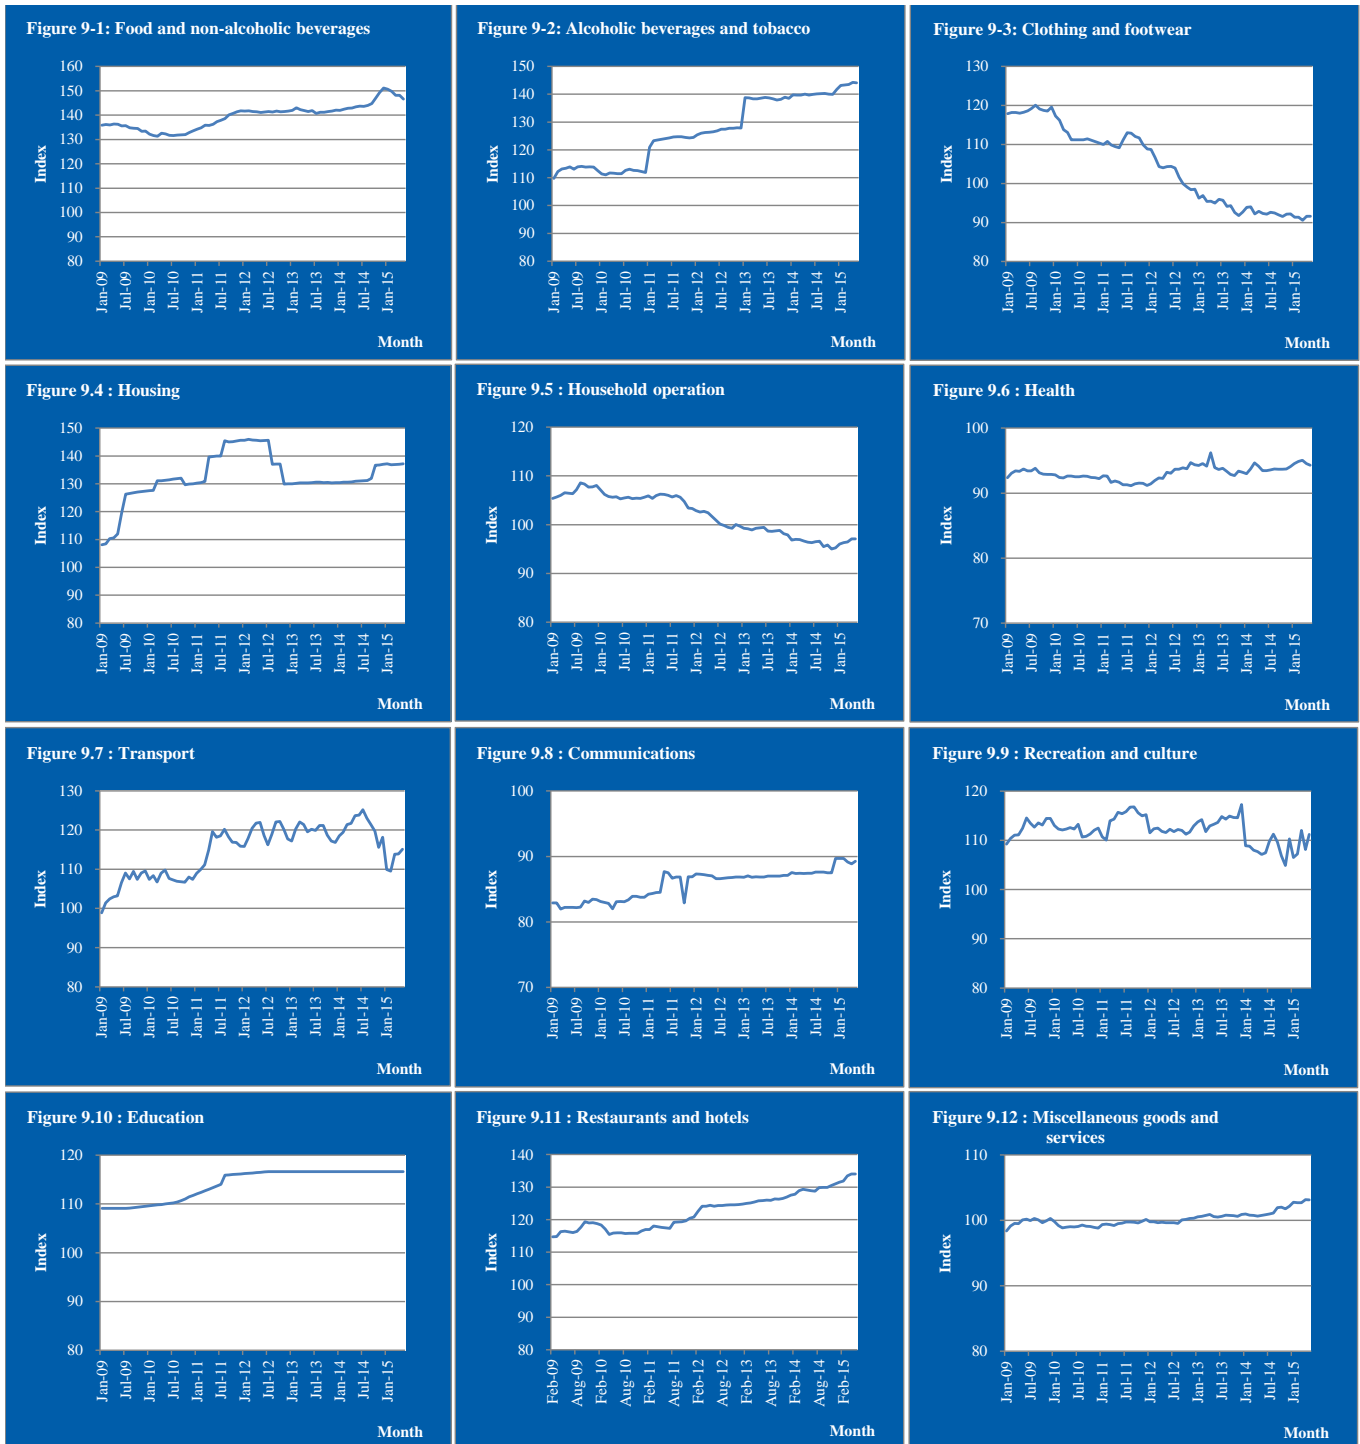 Figure 9-1: Food and non-alcoholic beverages
160
150
140
130
120
110
100
90
80
Index
Jan-09
Jul-09
Jan-10
Jul-10
Jan-11
Jul-11
Jan-12
Jul-12
Jan-13
Jul-13
Jan-14
Jul-14
Jan-15
Month
Figure 9-2: Alcoholic beverages and tobacco
150
140
130
120
110
100
90
80
Index
Jan-09
Jul-09
Jan-10
Jul-10
Jan-11
Jul-11
Jan-12
Jul-12
Jan-13
Jul-13
Jan-14
Jul-14
Jan-15
Month
Figure 9-3: Clothing and footwear
130
120
110
100
90
80
Index
Jan-09
Jul-09
Jan-10
Jul-10
Jan-11
Jul-11
Jan-12
Jul-12
Jan-13
Jul-13
Jan-14
Jul-14
Jan-15
Month
Figure 9.4 : Housing
150
140
130
120
110
100
90
80
Index
Jan-09
Jul-09
Jan-10
Jul-10
Jan-11
Jul-11
Jan-12
Jul-12
Jan-13
Jul-13
Jan-14
Jul-14
Jan-15
Month
Figure 9.5 : Household operation
120
110
100
90
80
Index
Jan-09
Jul-09
Jan-10
Jul-10
Jan-11
Jul-11
Jan-12
Jul-12
Jan-13
Jul-13
Jan-14
Jul-14
Jan-15
Month
Figure 9.6 : Health
100
90
80
70
Index
Jan-09
Jul-09
Jan-10
Jul-10
Jan-11
Jul-11
Jan-12
Jul-12
Jan-13
Jul-13
Jan-14
Jul-14
Jan-15
Month
Figure 9.7 : Transport
130
120
110
100
90
80
Index
Jan-09
Jul-09
Jan-10
Jul-10
Jan-11
Jul-11
Jan-12
Jul-12
Jan-13
Jul-13
Jan-14
Jul-14
Jan-15
Month
Figure 9.8 : Communications
100
90
80
70
Index
Jan-09
Jul-09
Jan-10
Jul-10
Jan-11
Jul-11
Jan-12
Jul-12
Jan-13
Jul-13
Jan-14
Jul-14
Jan-15
Month
Figure 9.9 : Recreation and culture
120
110
100
90
80
Index
Jan-09
Jul-09
Jan-10
Jul-10
Jan-11
Jul-11
Jan-12
Jul-12
Jan-13
Jul-13
Jan-14
Jul-14
Jan-15
Month
Figure 9.10 : Education
120
110
100
90
80
Index
Jan-09
Jul-09
Jan-10
Jul-10
Jan-11
Jul-11
Jan-12
Jul-12
Jan-13
Jul-13
Jan-14
Jul-14
Jan-15
Month
Figure 9.11 : Restaurants and hotels
140
130
120
110
100
90
80
Index
Feb-09
Aug-09
Feb-10
Aug-10
Feb-11
Aug-11
Feb-12
Aug-12
Feb-13
Aug-13
Feb-14
Aug-14
Feb-15
Month
Figure 9.12 : Miscellaneous goods and
services
110
100
90
80
Index
Jan-09
Jul-09
Jan-10
Jul-10
Jan-11
Jul-11
Jan-12
Jul-12
Jan-13
Jul-13
Jan-14
Jul-14
Jan-15
Month